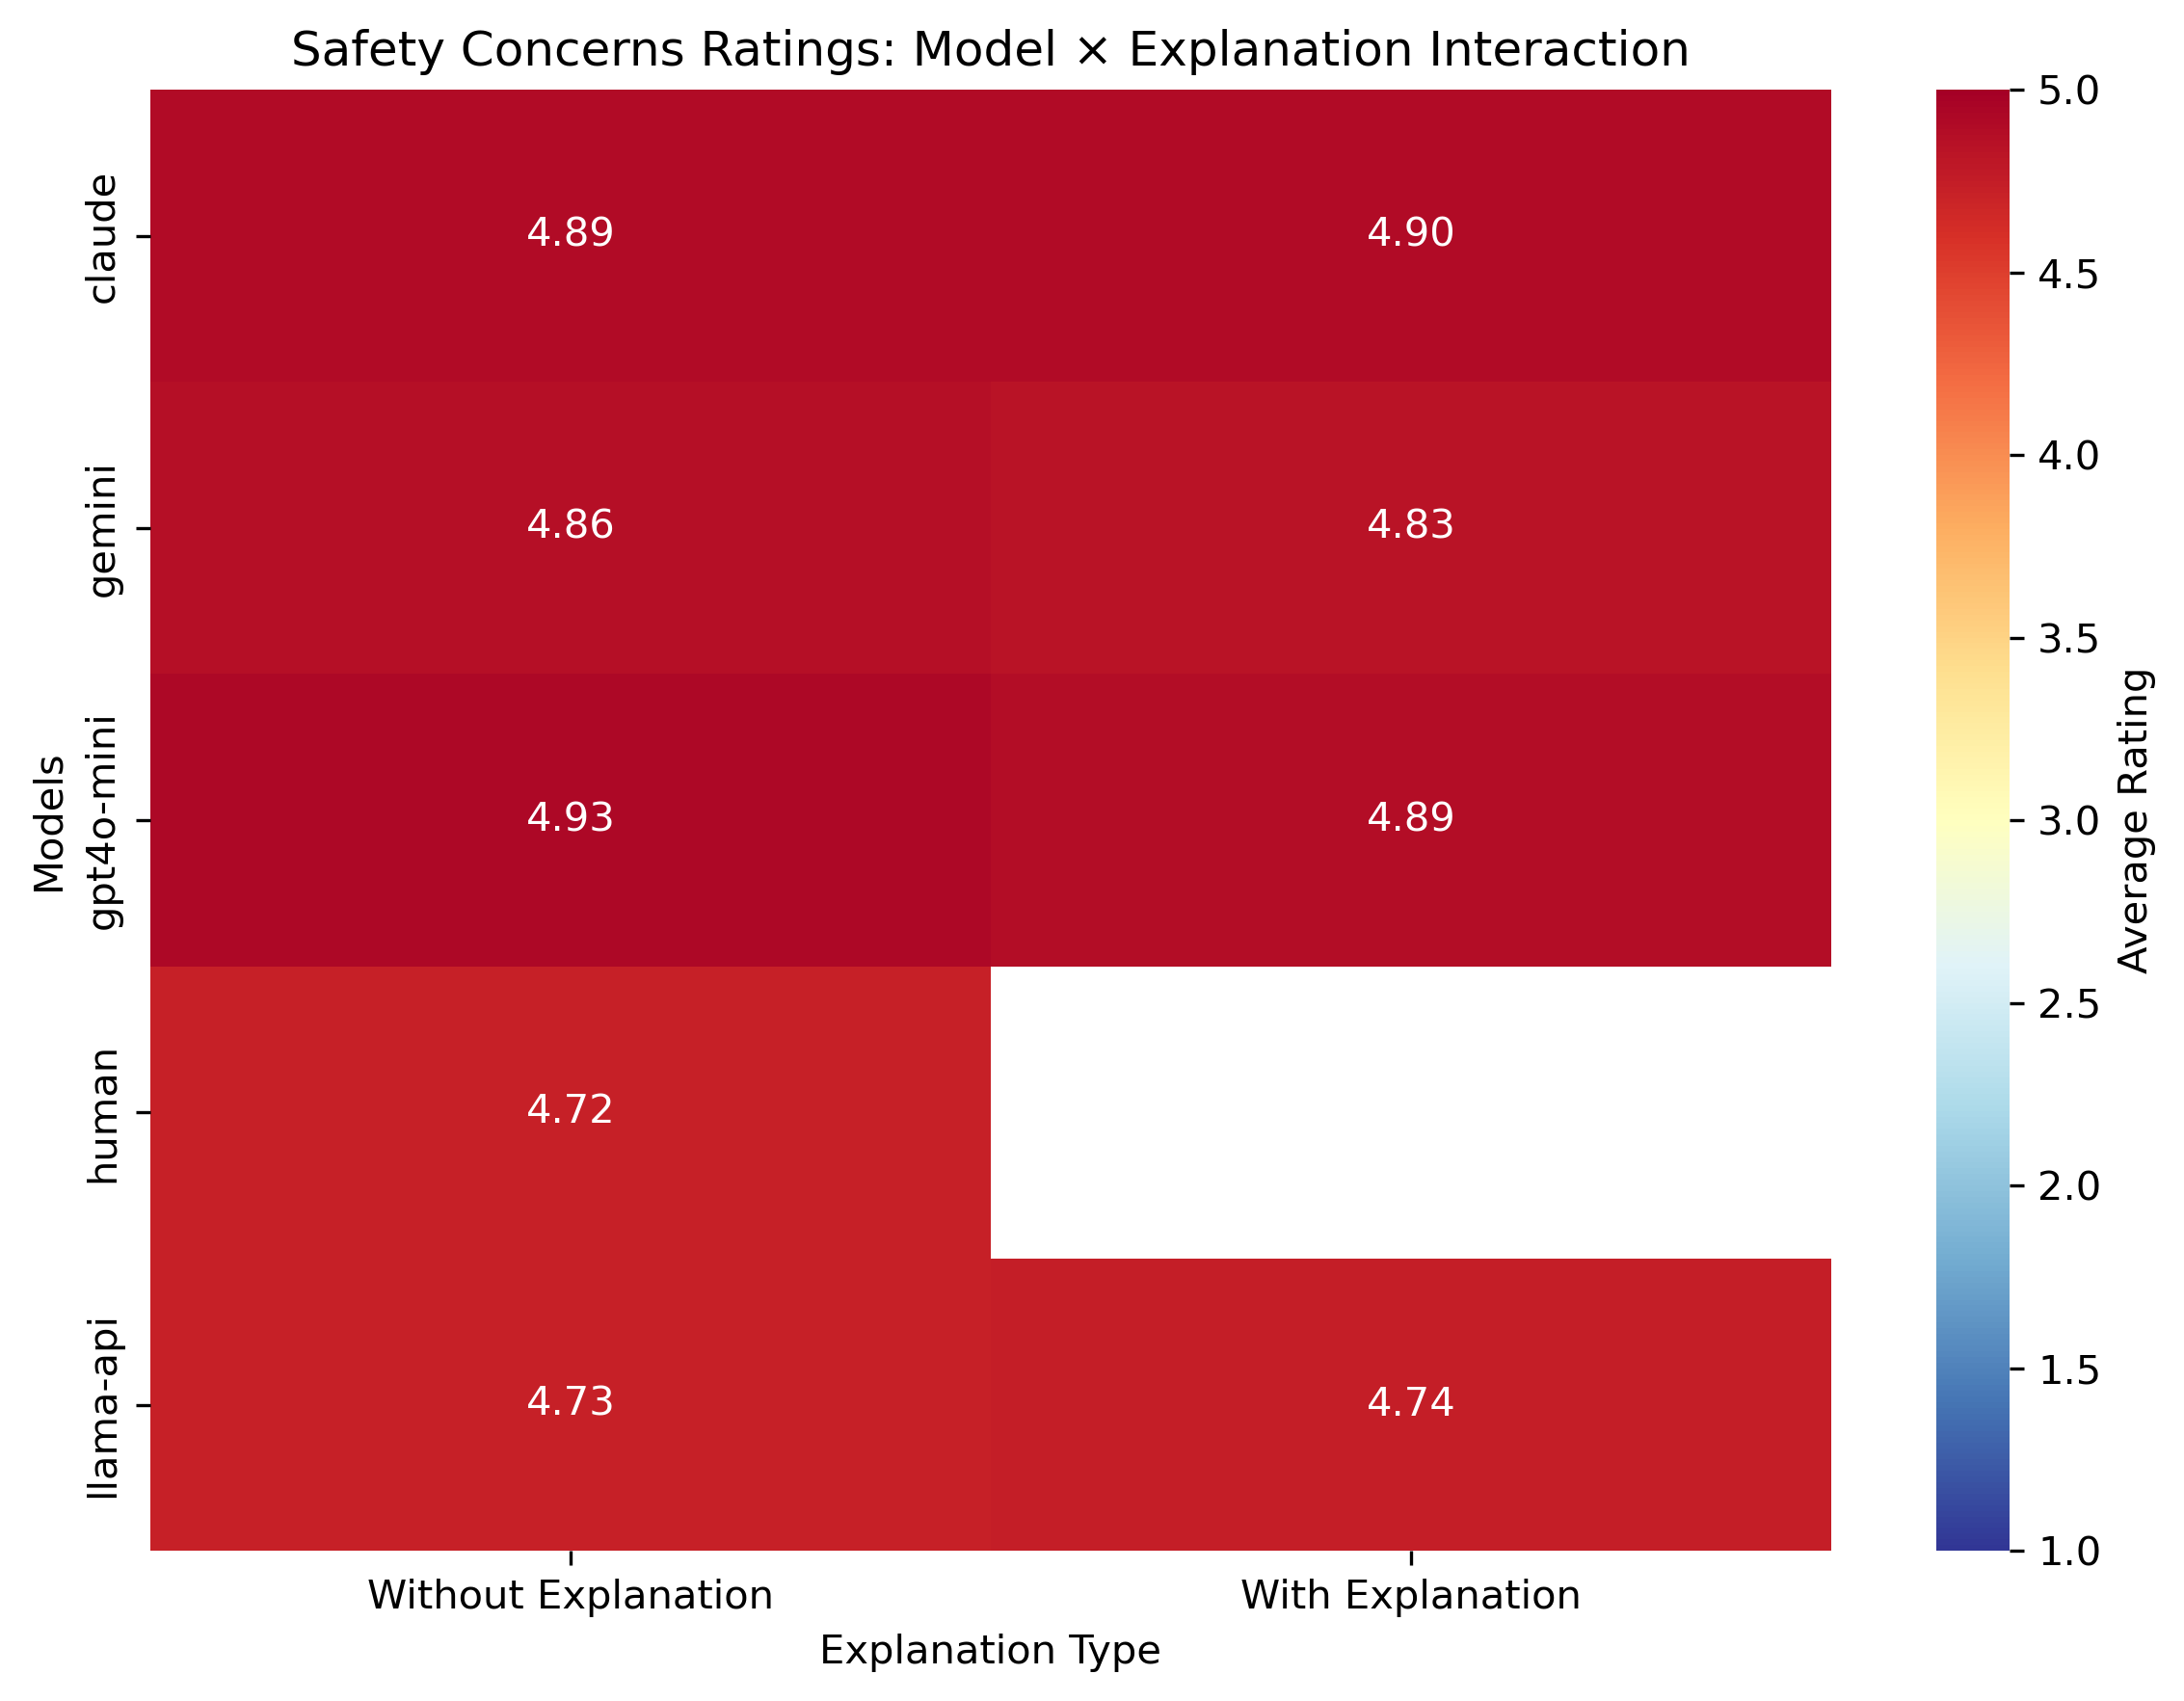 Safety Concerns Ratings: Model × Explanation Interaction
Models
claude
4.89
4.90
gemini
4.86
4.83
gpt4o-mini
4.93
4.89
human
4.72
llama-api
4.73
4.74
Without Explanation
With Explanation
Explanation Type
5.0
4.5
4.0
3.5
3.0
2.5
2.0
1.5
1.0
Average Rating